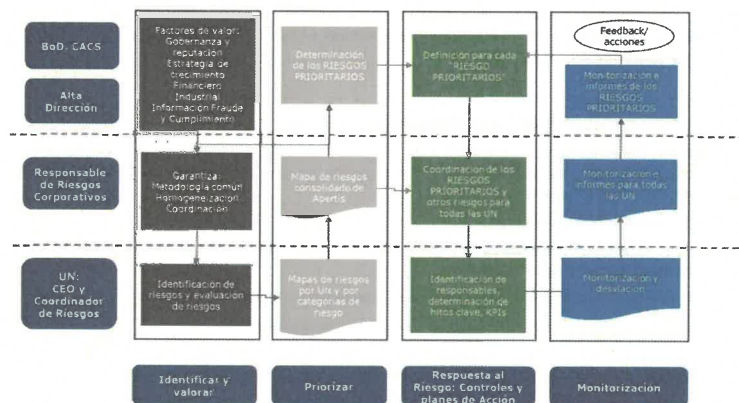 BoD, CACS
Alta
Dirección
Responsable
de Riesgos
Corporativos
UN:
CEO y
Coordinador
de Riesgos
Factores de valor:
Gobernanza y
reputación
Estrategia de
crecimiento
Financiero
Industrial
Información Fraude
y Cumplimiento
Garantiza:
Metodología común
Homogeneización
Coordinación
Identificación de
riesgos y evaluación
de riesgos
Identificar y
valorar
Determinación
de los RIESGOS
PRIORITARIOS
Mapa de riesgos
consolidado de
Abertis
Mapas de riesgos
por UN y por
categorías de
riesgo
Priorizar
Definición para cada
"RIESGO
PRIORITARIOS"
Coordinación de los
RIESGOS
PRIORITARIOS y
otros riesgos para
todas las UN
Identificación de
responsables,
determinación de
hitos clave, KPIs
Respuesta al
Riesgo: Controles y
planes de Acción
Feedback/
acciones
Monitorización e
informes de los
RIESGOS
PRIORITARIOS
Monitorización e
informes para todas
las UN
Monitorización y
desviación
Monitorización